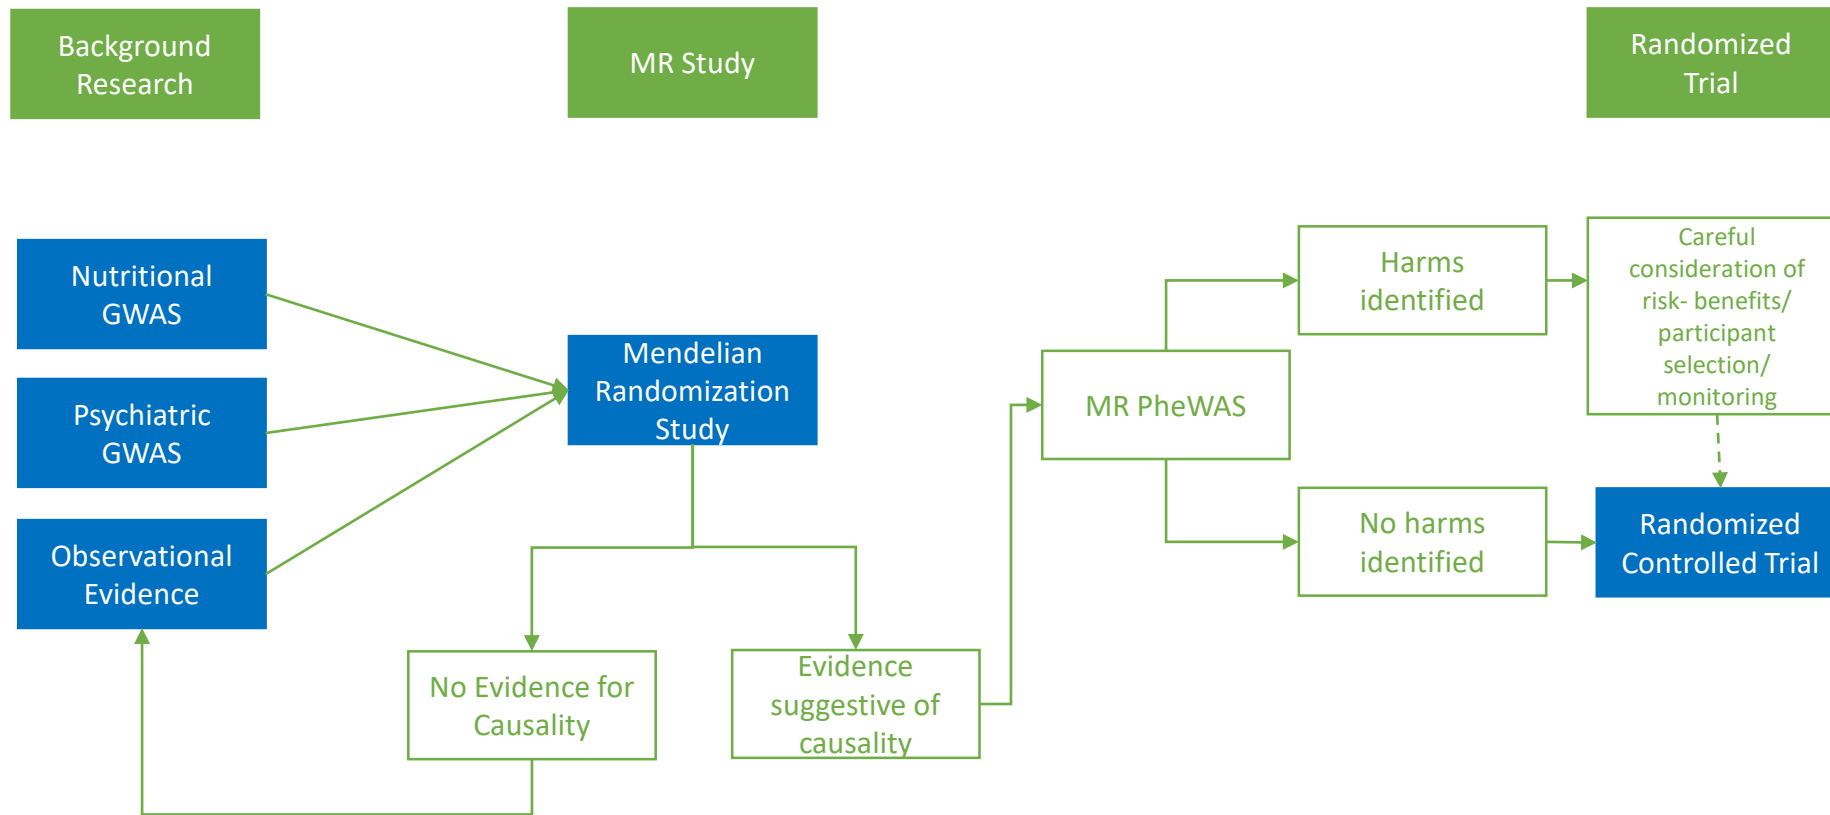 Background
Research
MR Study
Randomized
Trial
Nutritional
GWAS
Psychiatric
GWAS
Observational
Evidence
Mendelian
Randomization
Study
No Evidence for
Causality
Evidence
suggestive of
causality
MR PheWAS
Harms
identified
No harms
identified
Careful
consideration of
risk- benefits/
participant
selection/
monitoring
Randomized
Controlled Trial